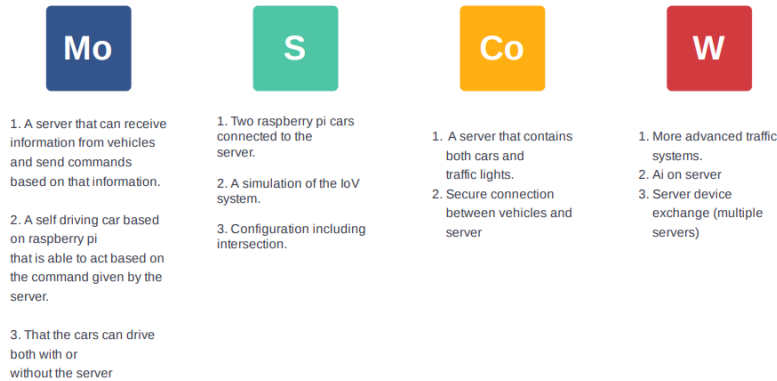 Mo
1. A server that can receive
information from vehicles
and send commands
based on that information.
2. A self driving car based
on raspberry pi
that is able to act based on
the command given by the
server.
3. That the cars can drive
both with or
without the server
S
1. Two raspberry pi cars
connected to the
server.
2. A simulation of the IoV
system.
3. Configuration including
intersection.
Co
1. A server that contains
both cars and
traffic lights.
2. Secure connection
between vehicles and
server
W
1. More advanced traffic
systems.
2. Ai on server
3. Server device
exchange (multiple
servers)